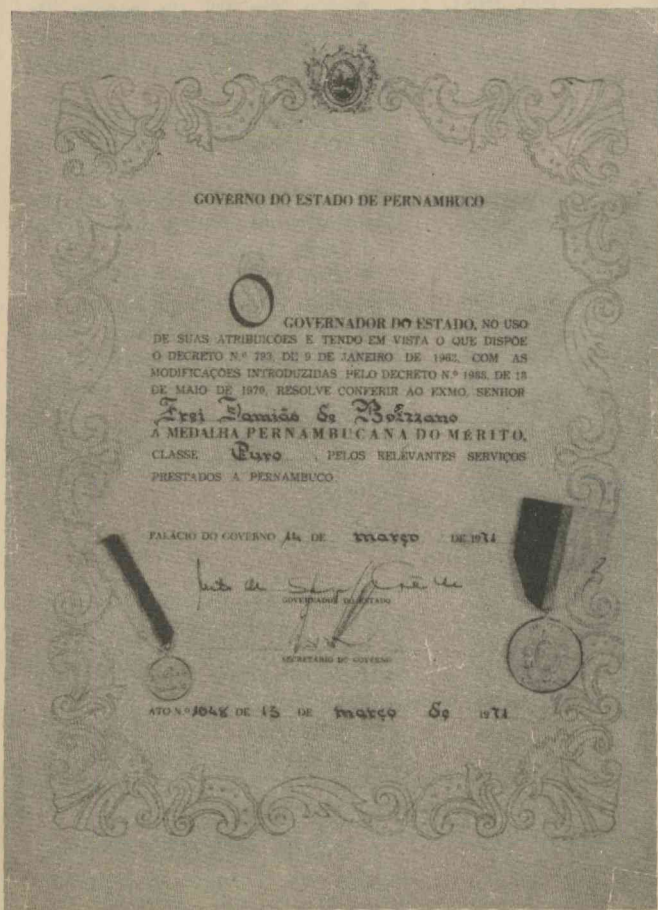 GOVERNO DO ESTADO DE PERNAMBUCO
O GOVERNADOR DO ESTADO, NO USO
DE SUAS ATRIBUICÕES E TENDO EM VISTA O QUE DISPÕE
O DECRETO N.º 793, DE 9 DE JANEIRO DE 1962, COM AS
MODIFICAÇÕES INTRODUZIDAS PELO DECRETO N.º 1988, DE 18
DE MAIO DE 1970, RESOLVE CONFERIR AO EXMO. SENHOR
Frei Damião de Bozzano
A MEDALHA PERNAMBUCANA DO MÉRITO,
CLASSE Ouro, PELOS RELEVANTES SERVIÇOS
PRESTADOS A PERNAMBUCO.
PALÁCIO DO GOVERNO 14 DE março DE 1971
GOVERNADOR DO ESTADO
SECRETARIO DO GOVERNO
ATO N.º 1048 DE 13 DE março de 1971